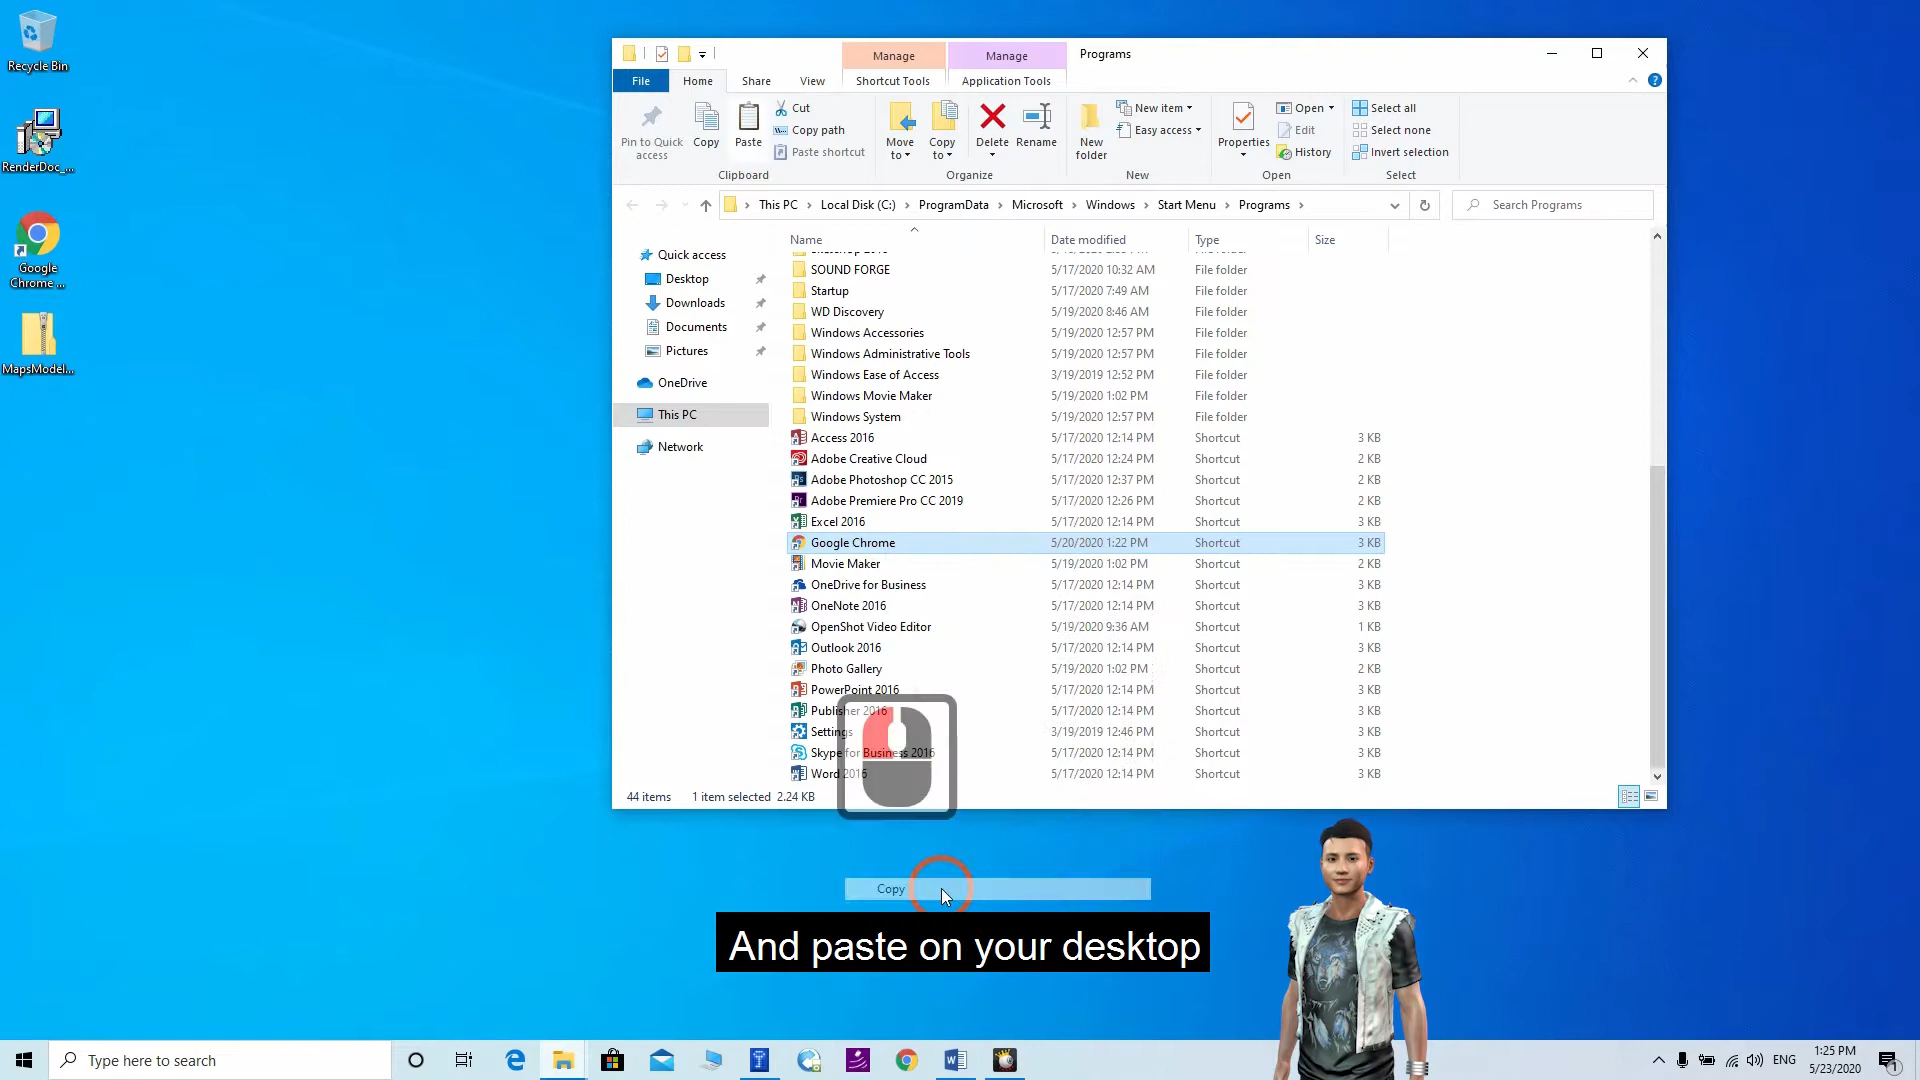 Recycle Bin
RenderDoc_...
Google
Chrome ...
MapsModel...
Manage
Manage
Programs
File
Home
Share
View
Shortcut Tools
Application Tools
Pin to Quick
access
Copy
Paste
Cut
Copy path
Paste shortcut
Clipboard
Move
to
Copy
to
Delete
Rename
Organize
New
folder
New item
Easy access
New
Properties
Open
Edit
History
Open
Select all
Select none
Invert selection
Select
This PC
Local Disk (C:)
ProgramData
Microsoft
Windows
Start Menu
Programs
Search Programs
Quick access
Desktop
Downloads
Documents
Pictures
OneDrive
This PC
Network
Name Date modified Type Size
SOUND FORGE 5/17/2020 10:32 AM File folder
Startup 5/17/2020 7:49 AM File folder
WD Discovery 5/19/2020 8:46 AM File folder
Windows Accessories 5/19/2020 12:57 PM File folder
Windows Administrative Tools 5/19/2020 12:57 PM File folder
Windows Ease of Access 3/19/2019 12:52 PM File folder
Windows Movie Maker 5/19/2020 1:02 PM File folder
Windows System 5/19/2020 12:57 PM File folder
Access 2016 5/17/2020 12:14 PM Shortcut 3 KB
Adobe Creative Cloud 5/17/2020 12:24 PM Shortcut 2 KB
Adobe Photoshop CC 2015 5/17/2020 12:37 PM Shortcut 2 KB
Adobe Premiere Pro CC 2019 5/17/2020 12:26 PM Shortcut 2 KB
Excel 2016 5/17/2020 12:14 PM Shortcut 3 KB
Google Chrome 5/20/2020 1:22 PM Shortcut 3 KB
Movie Maker 5/19/2020 1:02 PM Shortcut 2 KB
OneDrive for Business 5/17/2020 12:14 PM Shortcut 3 KB
OneNote 2016 5/17/2020 12:14 PM Shortcut 3 KB
OpenShot Video Editor 5/19/2020 9:36 AM Shortcut 1 KB
Outlook 2016 5/17/2020 12:14 PM Shortcut 3 KB
Photo Gallery 5/19/2020 1:02 PM Shortcut 2 KB
PowerPoint 2016 5/17/2020 12:14 PM Shortcut 3 KB
Publisher 2016 5/17/2020 12:14 PM Shortcut 3 KB
Settings 3/19/2019 12:46 PM Shortcut 3 KB
Skype for Business 2016 5/17/2020 12:14 PM Shortcut 3 KB
Word 2016 5/17/2020 12:14 PM Shortcut 3 KB
44 items 1 item selected 2.24 KB
Copy
And paste on your desktop
Type here to search
ENG
1:25 PM
5/23/2020
1